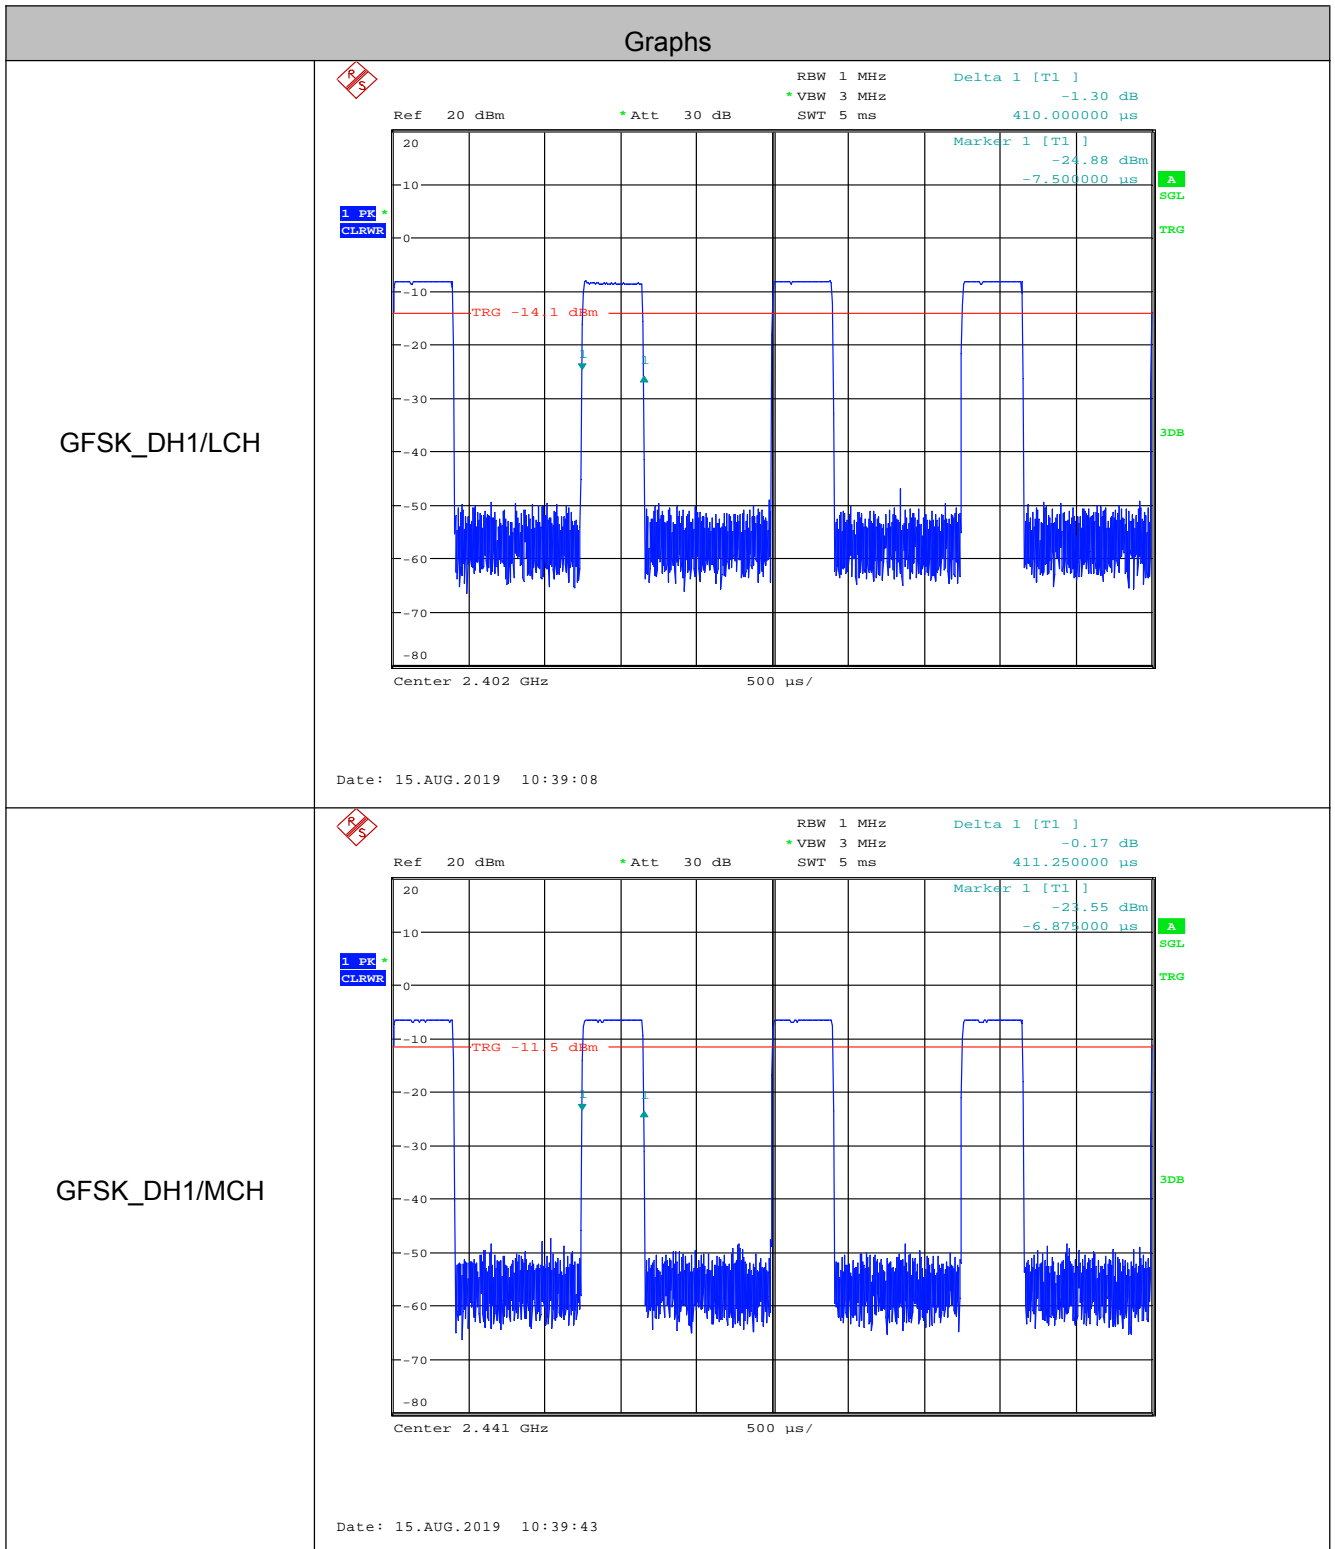 Graphs
GFSK_DH1/LCH
R S
RBW 1 MHz
Delta 1 [T1 ]
* VBW 3 MHz
-1.30 dB
Ref 20 dBm
* Att 30 dB
SWT 5 ms
410.000000 µs
20
Marker 1 [T1 ]
-24.88 dBm
-7.500000 µs
A
SGL
10
1 PK *
CLRWR
TRG
0
-10
TRG -14.1 dBm
-20
1
1
-30
3DB
-40
-50
-60
-70
-80
Center 2.402 GHz
500 µs/
Date: 15.AUG.2019 10:39:08
GFSK_DH1/MCH
R S
RBW 1 MHz
Delta 1 [T1 ]
* VBW 3 MHz
-0.17 dB
Ref 20 dBm
* Att 30 dB
SWT 5 ms
411.250000 µs
20
Marker 1 [T1 ]
-23.55 dBm
-6.875000 µs
A
SGL
10
1 PK *
CLRWR
TRG
0
-10
TRG -11.5 dBm
-20
1
1
-30
3DB
-40
-50
-60
-70
-80
Center 2.441 GHz
500 µs/
Date: 15.AUG.2019 10:39:43